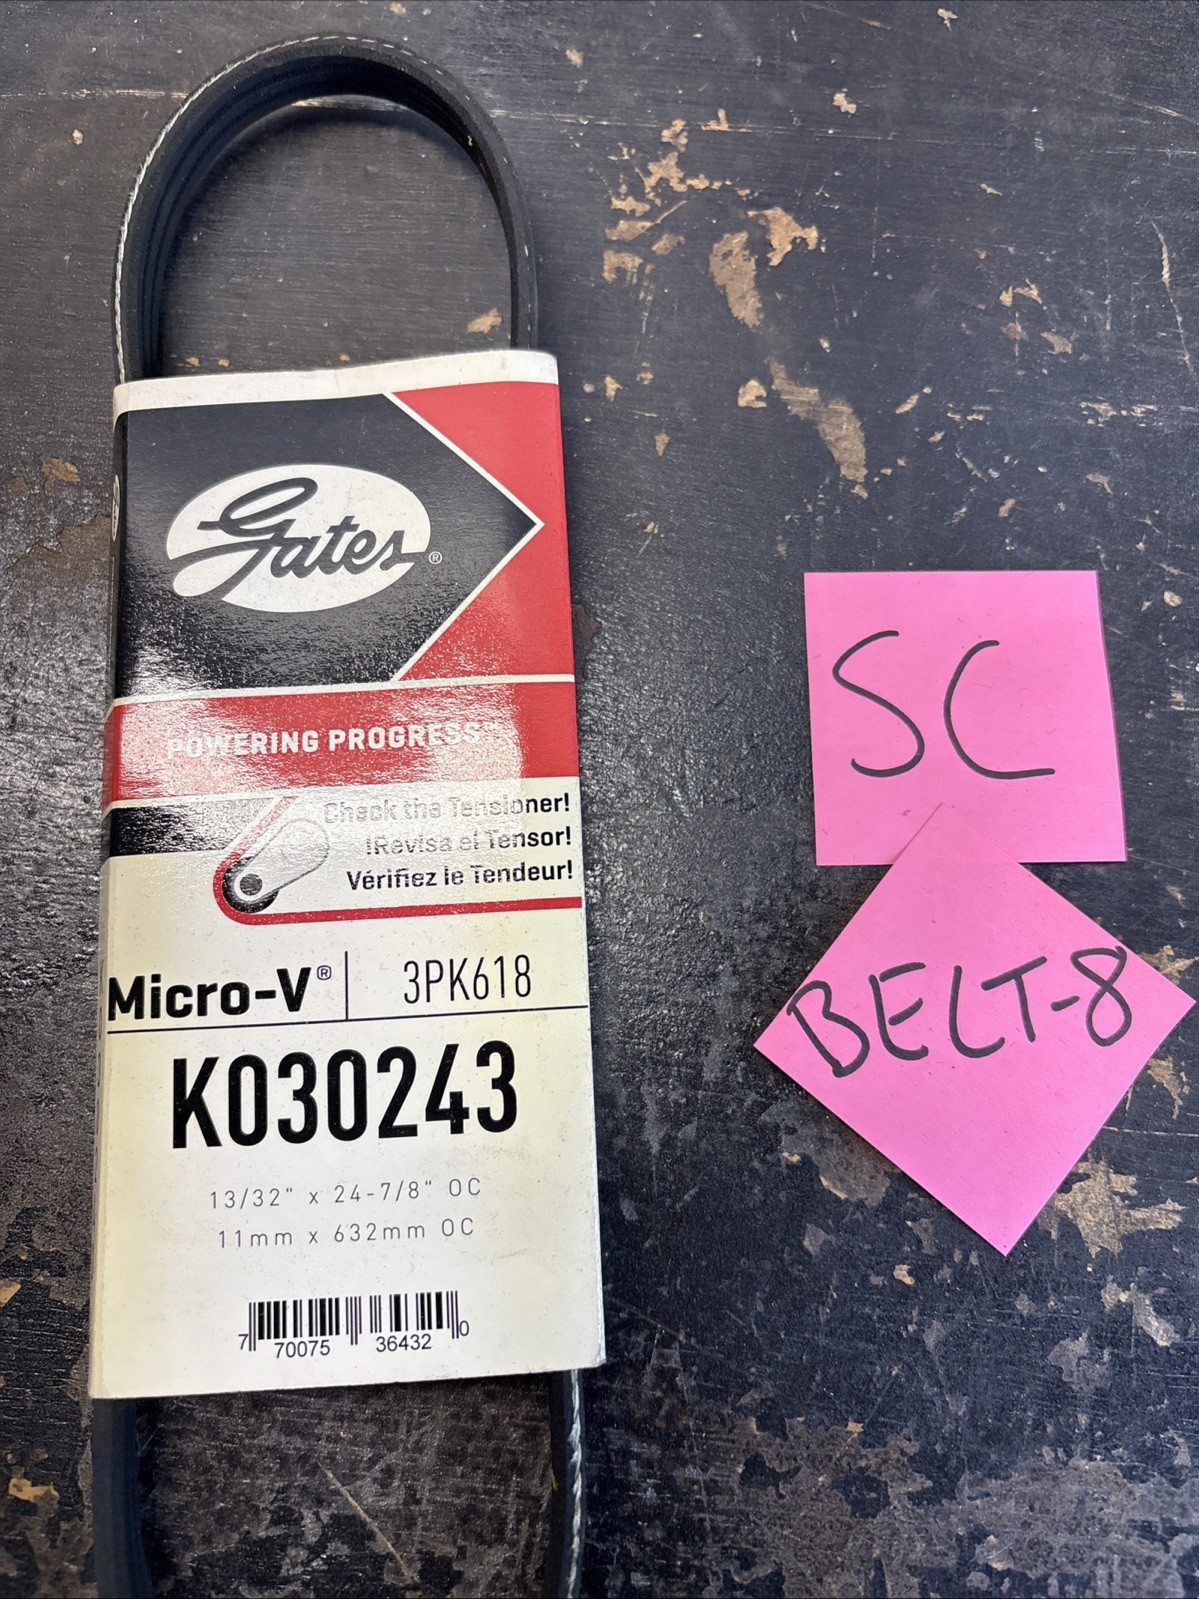 Gates®
POWERING PROGRESS™
Check the Tensioner!
¡Revisa el Tensor!
Vérifiez le Tendeur!
Micro-V® 3PK618
K030243
13/32" x 24-7/8" OC
11mm x 632mm OC
7 70075 36432 0
SC
BELT-8